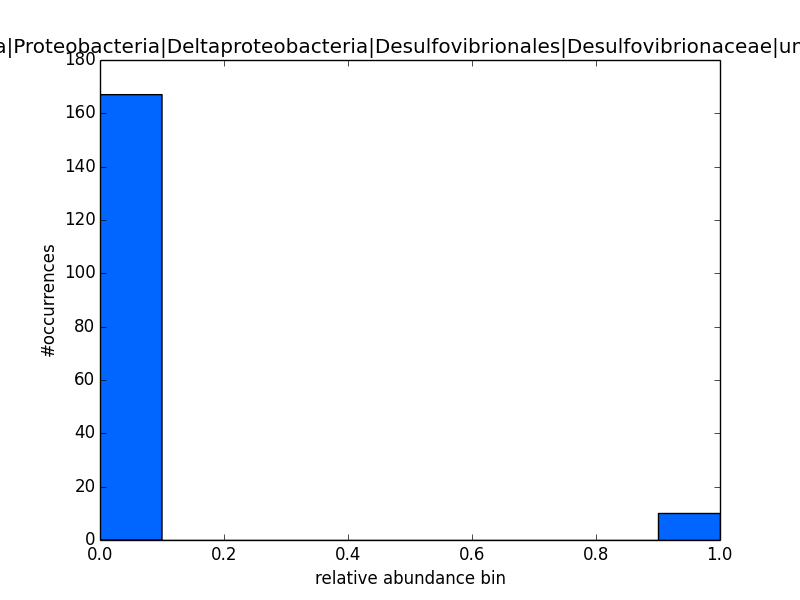 a|Proteobacteria|Deltaproteobacteria|Desulfovibrionales|Desulfovibrionaceae|un
180
160
140
120
100
80
60
40
20
0
#occurrences
0.0 0.2 0.4 0.6 0.8 1.0
relative abundance bin